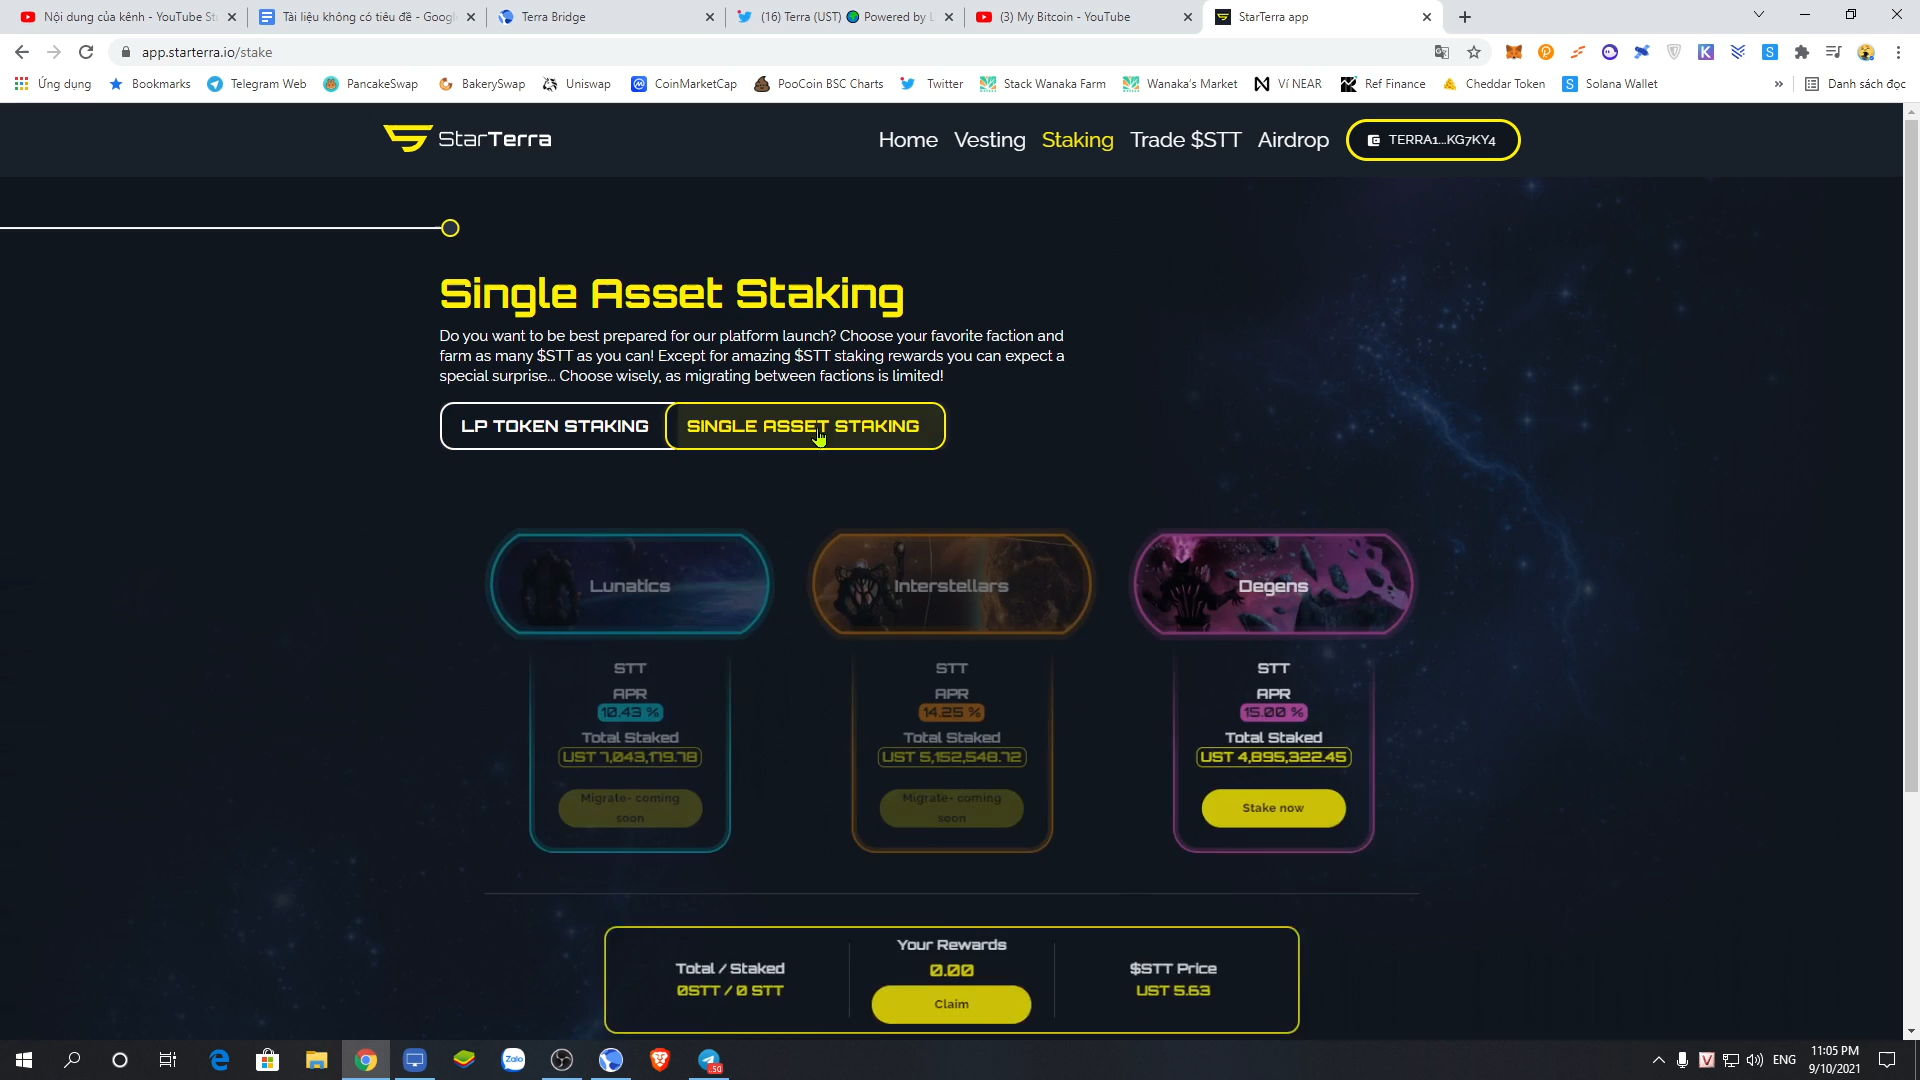 Nội dung của kênh - YouTube St
Tài liệu không có tiêu đề - Googl
Terra Bridge
(16) Terra (UST) 🌍 Powered by L
(3) My Bitcoin - YouTube
StarTerra app
app.starterra.io/stake
Ứng dụng
Bookmarks
Telegram Web
PancakeSwap
BakerySwap
Uniswap
CoinMarketCap
PooCoin BSC Charts
Twitter
Stack Wanaka Farm
Wanaka's Market
Ví NEAR
Ref Finance
Cheddar Token
Solana Wallet
»
Danh sách đọc
StarTerra
Home Vesting Staking Trade $STT Airdrop
TERRA1...KG7KY4
Single Asset Staking
Do you want to be best prepared for our platform launch? Choose your favorite faction and
farm as many $STT as you can! Except for amazing $STT staking rewards you can expect a
special surprise... Choose wisely, as migrating between factions is limited!
LP TOKEN STAKING
SINGLE ASSET STAKING
Lunatics
STT
APR
10.43 %
Total Staked
UST 7,043,179.78
Migrate- coming
soon
Interstellars
STT
APR
14.25 %
Total Staked
UST 5,152,548.72
Migrate- coming
soon
Degens
STT
APR
15.00 %
Total Staked
UST 4,895,322.45
Stake now
Total / Staked
0STT / 0 STT
Your Rewards
0.00
Claim
$STT Price
UST 5.63
Zalo
50
ENG
11:05 PM
9/10/2021